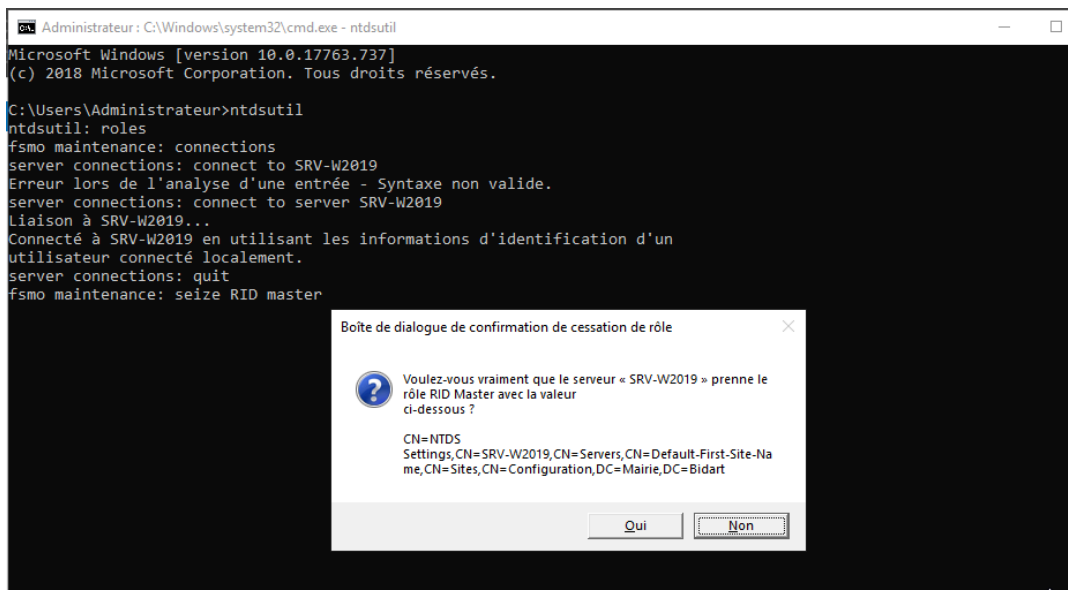 Administrateur : C:\Windows\system32\cmd.exe - ntdsutil
Microsoft Windows [version 10.0.17763.737]
(c) 2018 Microsoft Corporation. Tous droits réservés.
C:\Users\Administrateur>ntdsutil
ntdsutil: roles
fsmo maintenance: connections
server connections: connect to SRV-W2019
Erreur lors de l'analyse d'une entrée - Syntaxe non valide.
server connections: connect to server SRV-W2019
Liaison à SRV-W2019...
Connecté à SRV-W2019 en utilisant les informations d'identification d'un
utilisateur connecté localement.
server connections: quit
fsmo maintenance: seize RID master
Boîte de dialogue de confirmation de cessation de rôle
Voulez-vous vraiment que le serveur « SRV-W2019 » prenne le
rôle RID Master avec la valeur
ci-dessous ?
CN=NTDS
Settings,CN=SRV-W2019,CN=Servers,CN=Default-First-Site-Na
me,CN=Sites,CN=Configuration,DC=Mairie,DC=Bidart
Oui
Non